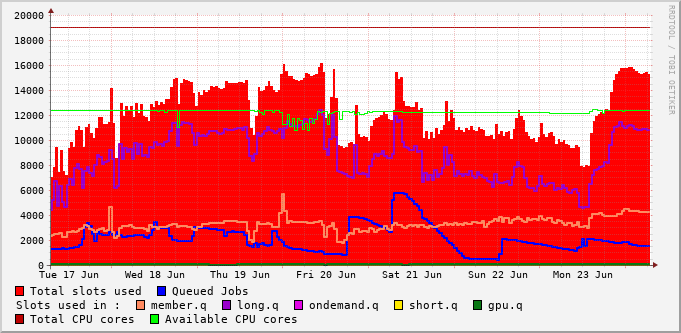 20000
18000
16000
14000
12000
10000
8000
6000
4000
2000
0
Tue 17 Jun Wed 18 Jun Thu 19 Jun Fri 20 Jun Sat 21 Jun Sun 22 Jun Mon 23 Jun
RRDTOOL / TOBI OETIKER
Total slots used Queued Jobs
Slots used in : member.q long.q ondemand.q short.q gpu.q
Total CPU cores Available CPU cores